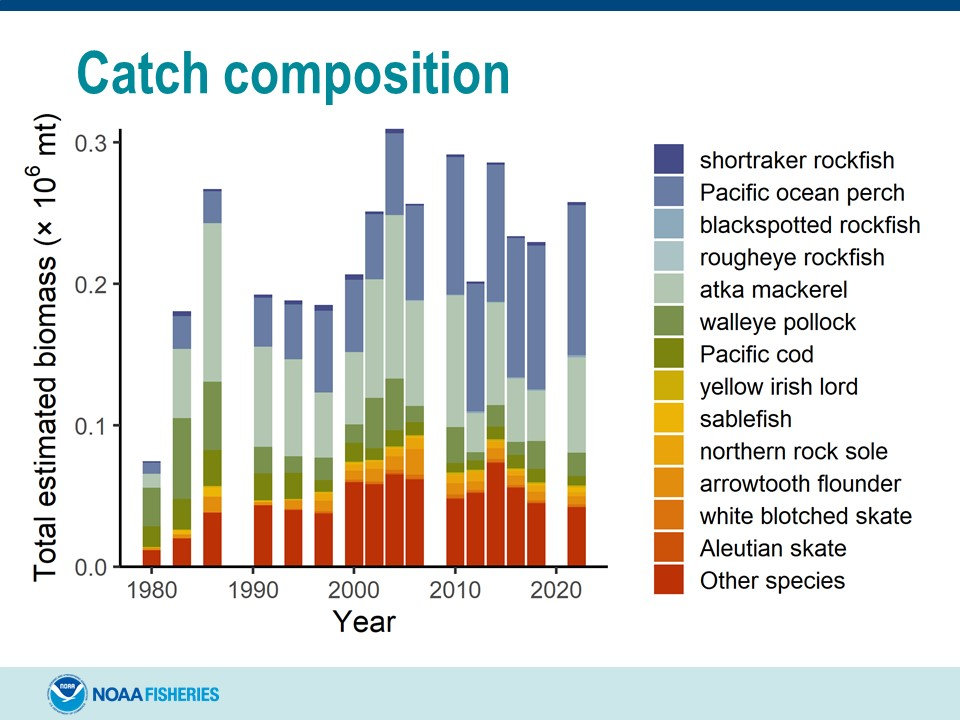 Catch composition
Total estimated biomass (× 10⁶ mt)
0.3
0.2
0.1
0.0
1980 1990 2000 2010 2020
Year
shortraker rockfish
Pacific ocean perch
blackspotted rockfish
rougheye rockfish
atka mackerel
walleye pollock
Pacific cod
yellow irish lord
sablefish
northern rock sole
arrowtooth flounder
white blotched skate
Aleutian skate
Other species
NOAA
NOAA FISHERIES